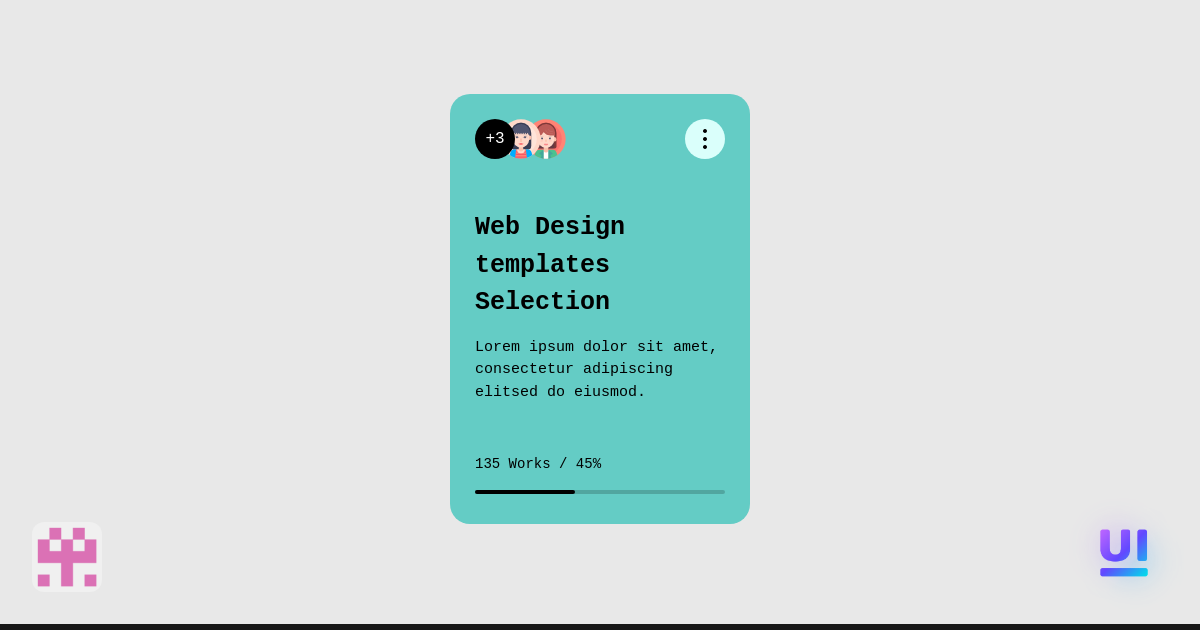 +3
Web Design
templates
Selection
Lorem ipsum dolor sit amet,
consectetur adipiscing
elitsed do eiusmod.
135 Works / 45%
UI